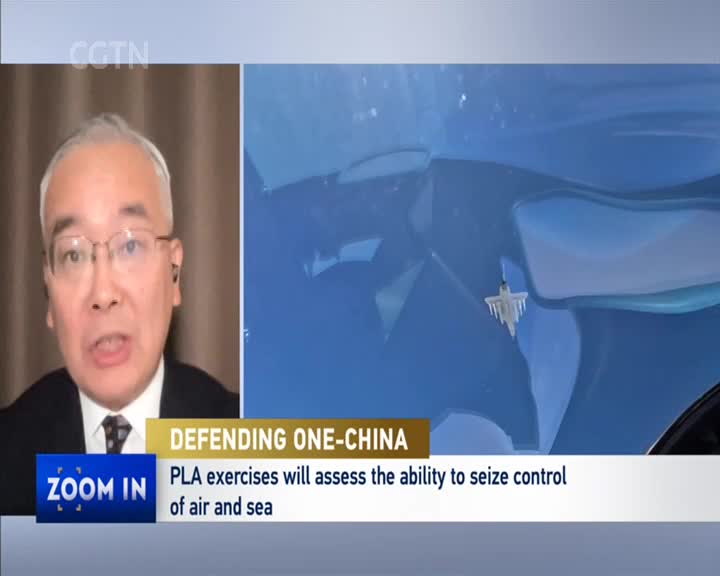 CGTN
DEFENDING ONE-CHINA
ZOOM IN
PLA exercises will assess the ability to seize control
of air and sea